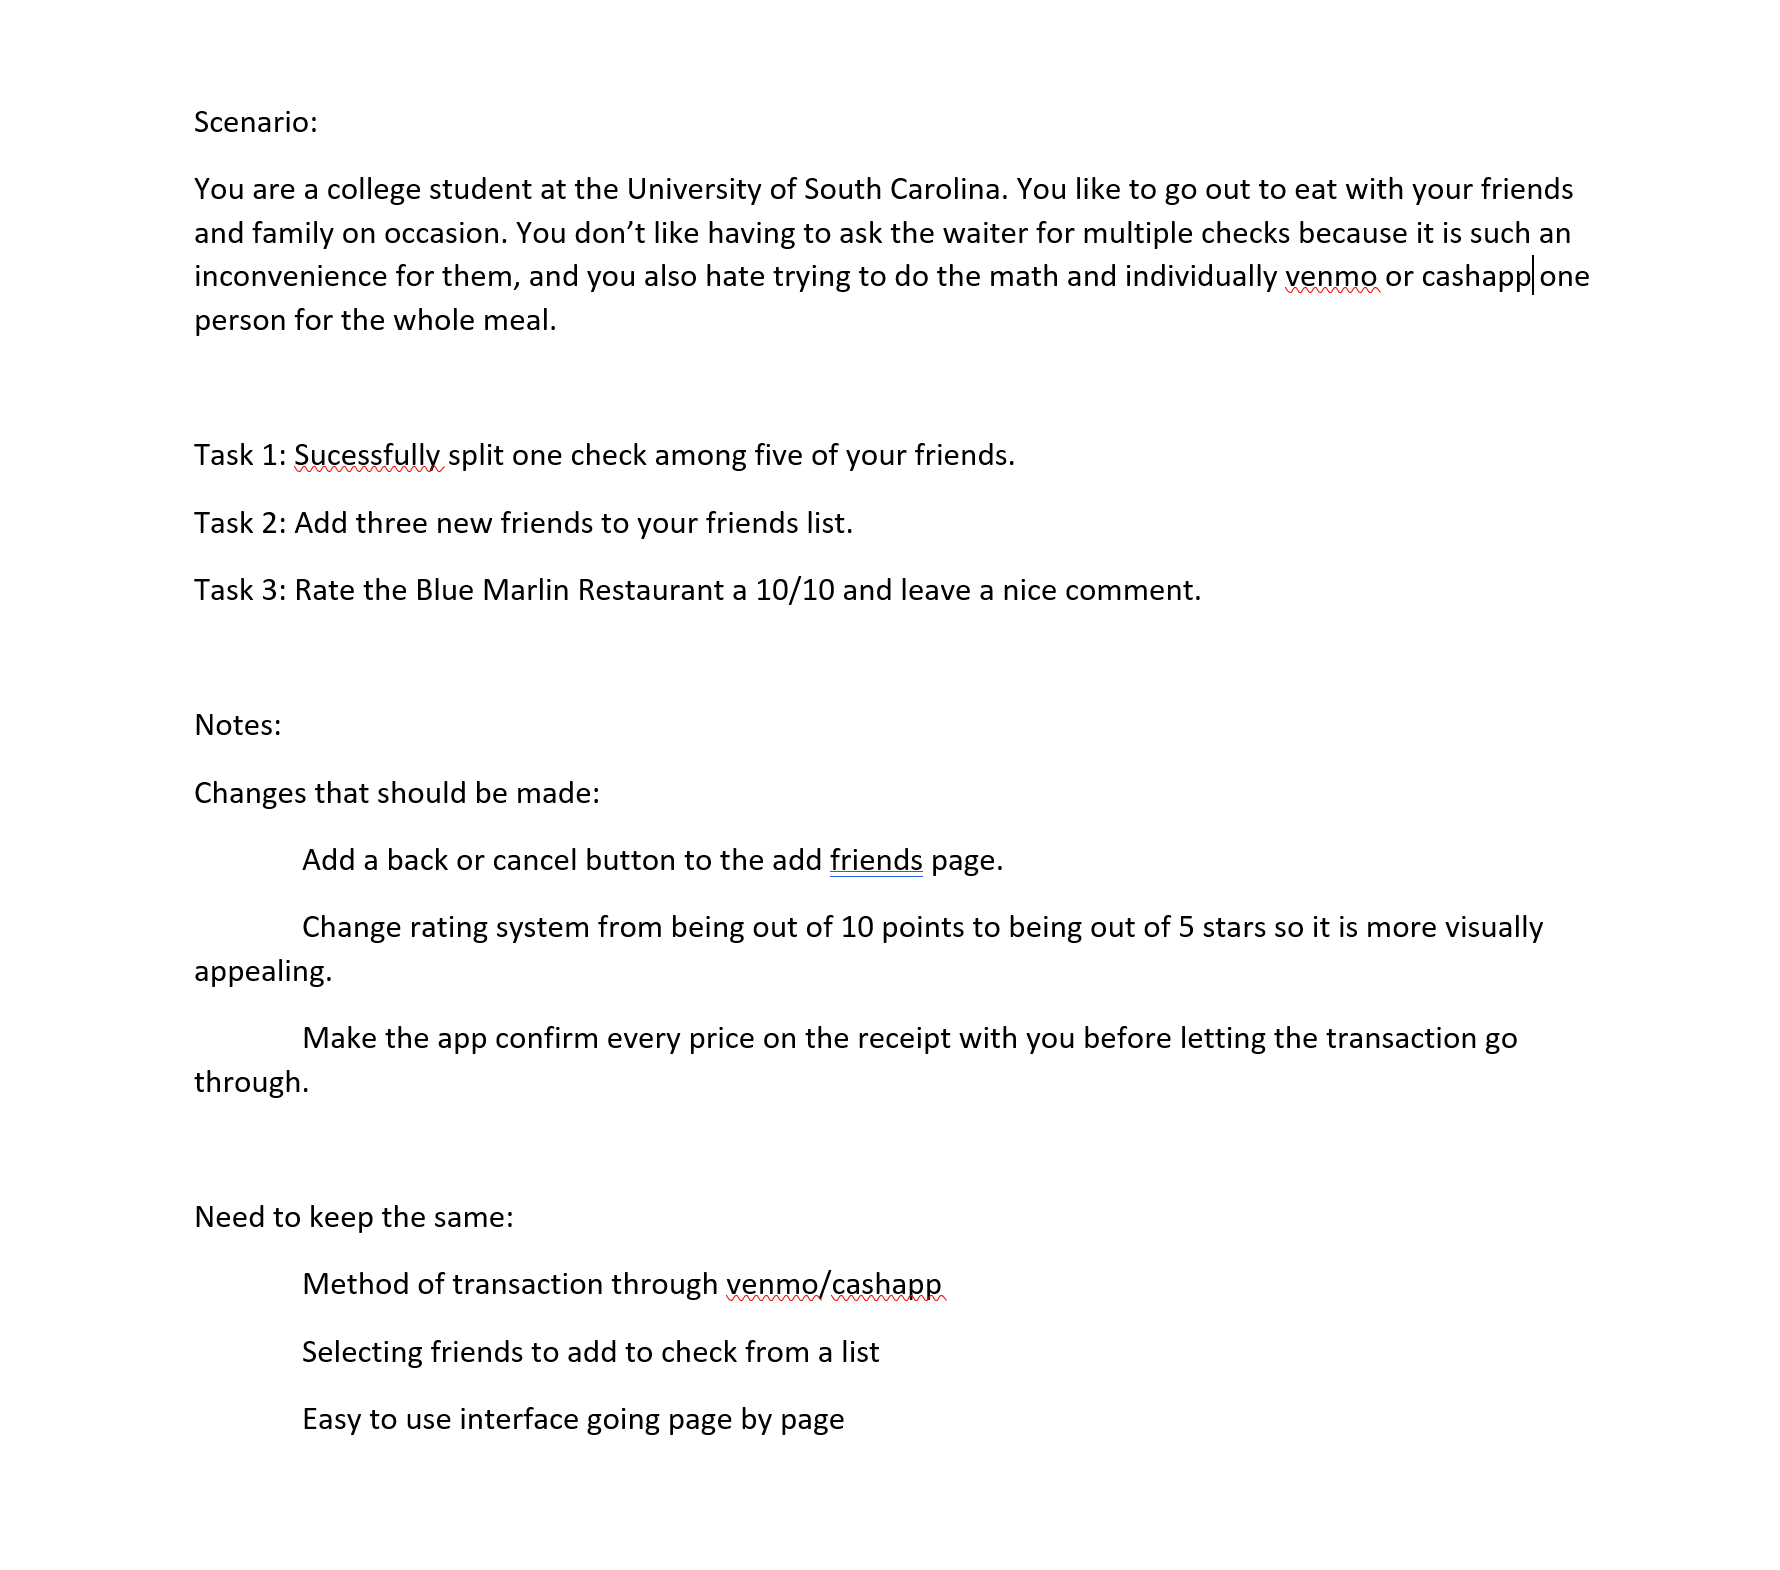 Scenario:
You are a college student at the University of South Carolina. You like to go out to eat with your friends
and family on occasion. You don’t like having to ask the waiter for multiple checks because it is such an
inconvenience for them, and you also hate trying to do the math and individually venmo or cashapp one
person for the whole meal.
Task 1: Sucessfully split one check among five of your friends.
Task 2: Add three new friends to your friends list.
Task 3: Rate the Blue Marlin Restaurant a 10/10 and leave a nice comment.
Notes:
Changes that should be made:
Add a back or cancel button to the add friends page.
Change rating system from being out of 10 points to being out of 5 stars so it is more visually
appealing.
Make the app confirm every price on the receipt with you before letting the transaction go
through.
Need to keep the same:
Method of transaction through venmo/cashapp
Selecting friends to add to check from a list
Easy to use interface going page by page